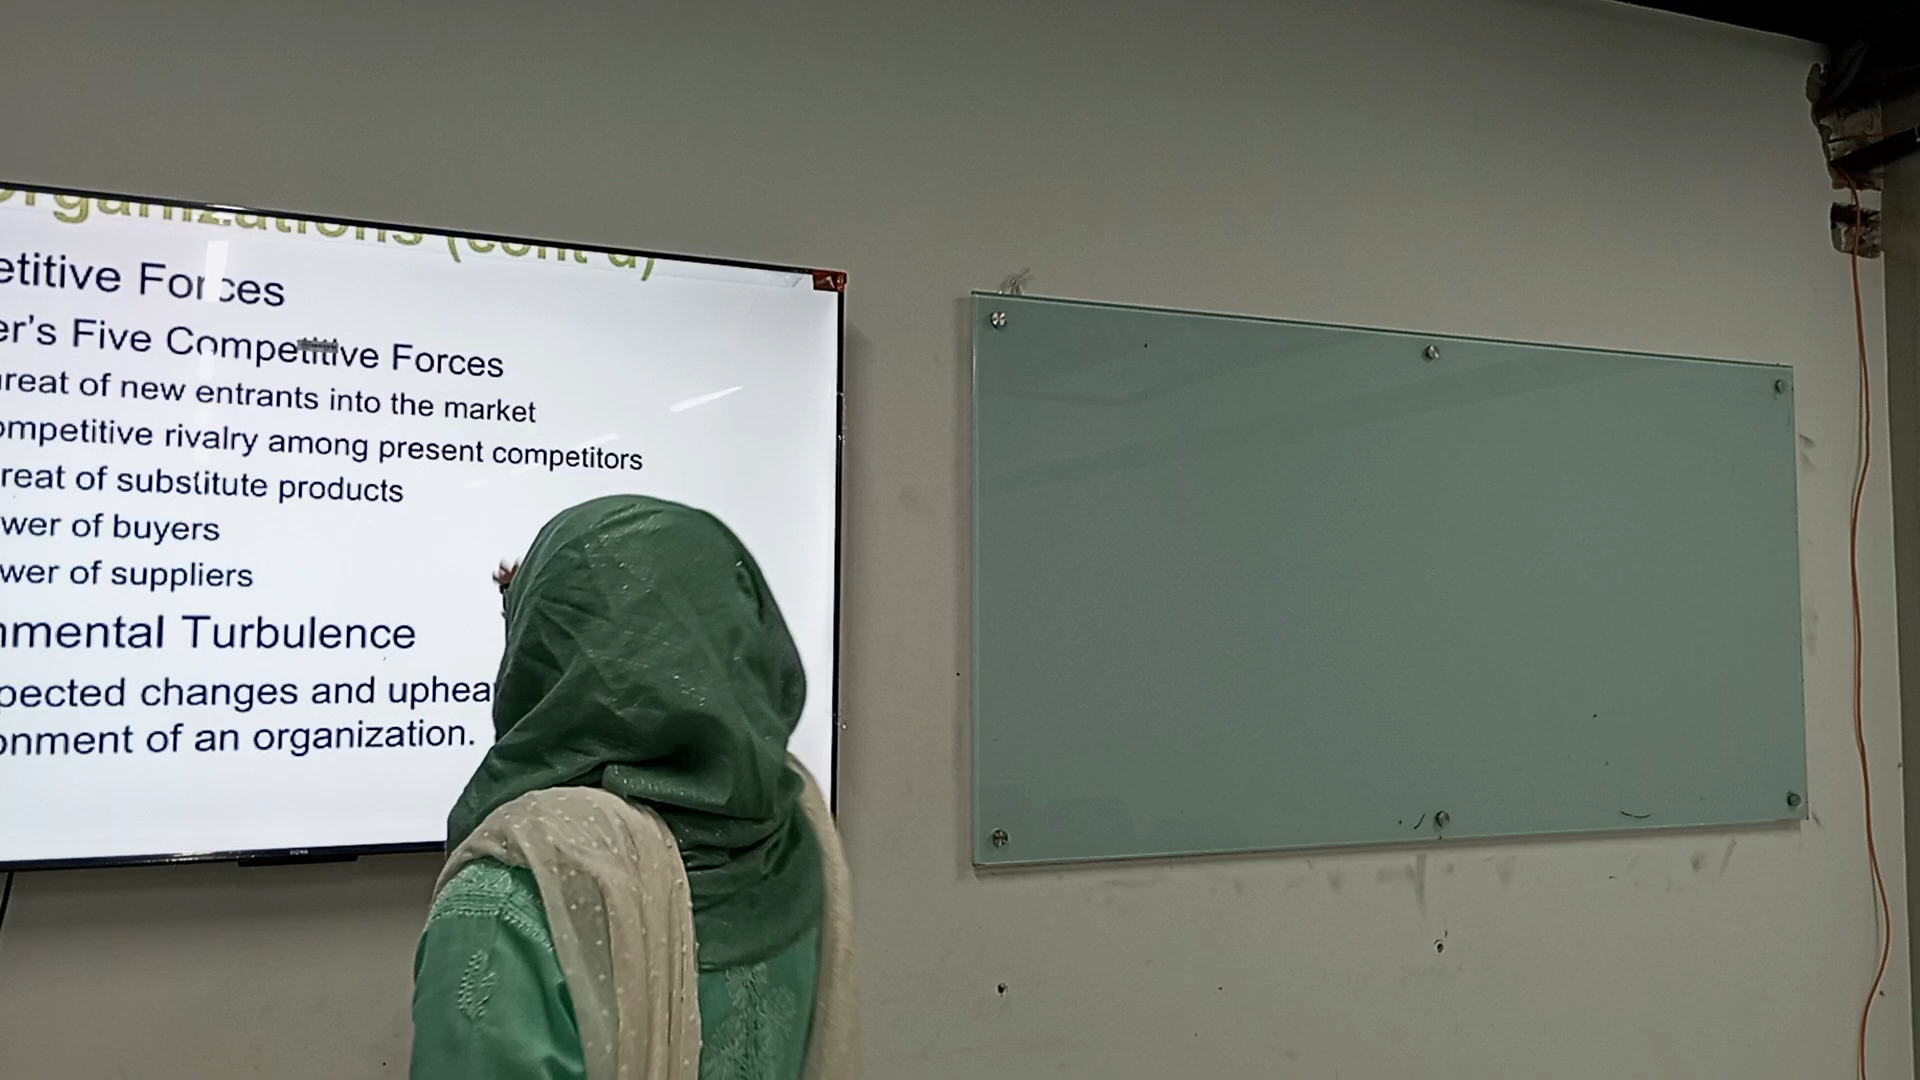 organizations (cont'd)
etitive Forces
er's Five Competitive Forces
reat of new entrants into the market
ompetitive rivalry among present competitors
reat of substitute products
wer of buyers
wer of suppliers
nmental Turbulence
pected changes and uphea
onment of an organization.